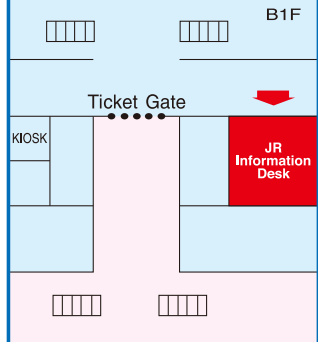 B1F
Ticket Gate
KIOSK
JR
Information
Desk